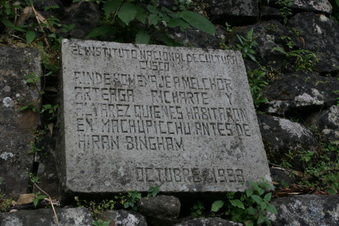 EL INSTITUTO NACIONAL DE CULTURA
CUSCO
RINDE HOMENAJE A MELCHOR
ARTEAGA RICHARTE Y
ALVAREZ QUIENES HABITARON
EN MACHUPICCHU ANTES DE
HIRAN BINGHAM
OCTUBRE 1993